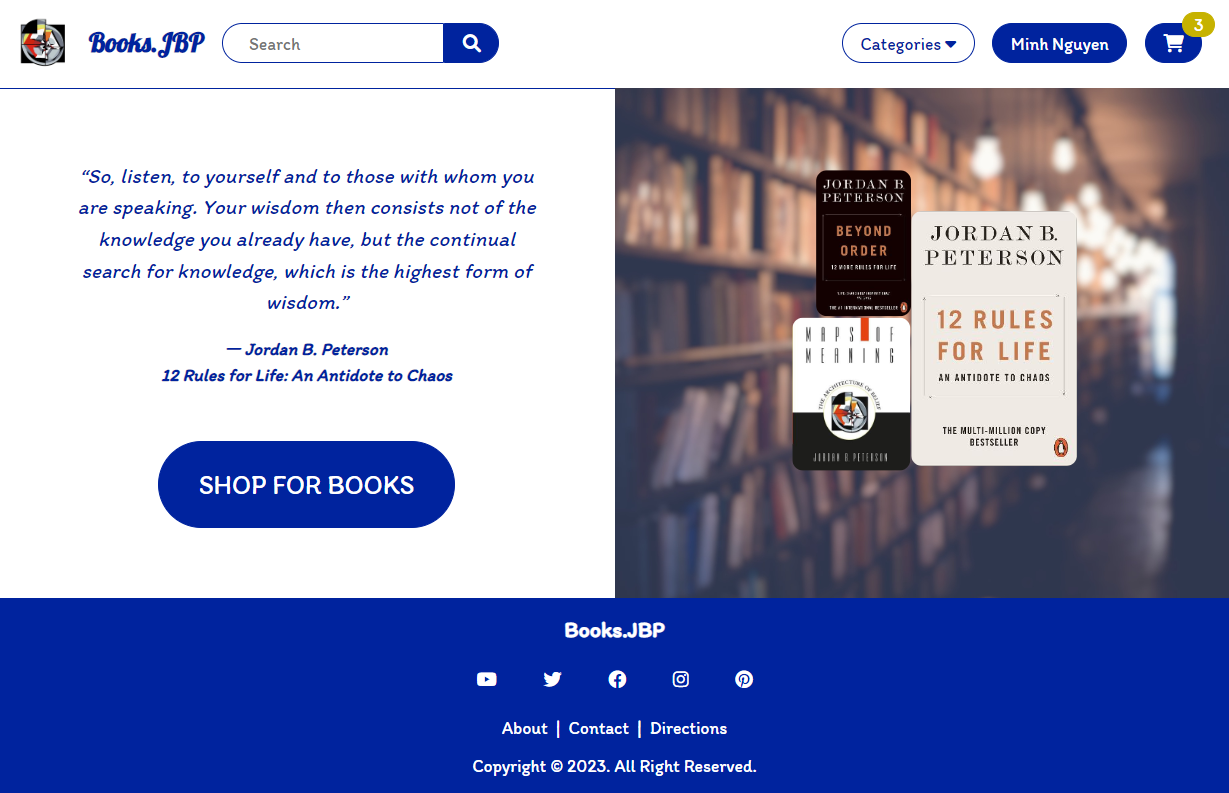 Books.JBP
Search
Categories
Minh Nguyen
3
“So, listen, to yourself and to those with whom you
are speaking. Your wisdom then consists not of the
knowledge you already have, but the continual
search for knowledge, which is the highest form of
wisdom.”
— Jordan B. Peterson
12 Rules for Life: An Antidote to Chaos
SHOP FOR BOOKS
JORDAN B
PETERSON
BEYOND
ORDER
12 MORE RULES FOR LIFE
THE #1 INTERNATIONAL BESTSELLER
MAPS OF
MEANING
THE ARCHITECTURE OF BELIEF
JORDAN B. PETERSON
JORDAN B.
PETERSON
12 RULES
FOR LIFE
AN ANTIDOTE TO CHAOS
THE MULTI-MILLION COPY
BESTSELLER
Books.JBP
About | Contact | Directions
Copyright © 2023. All Right Reserved.